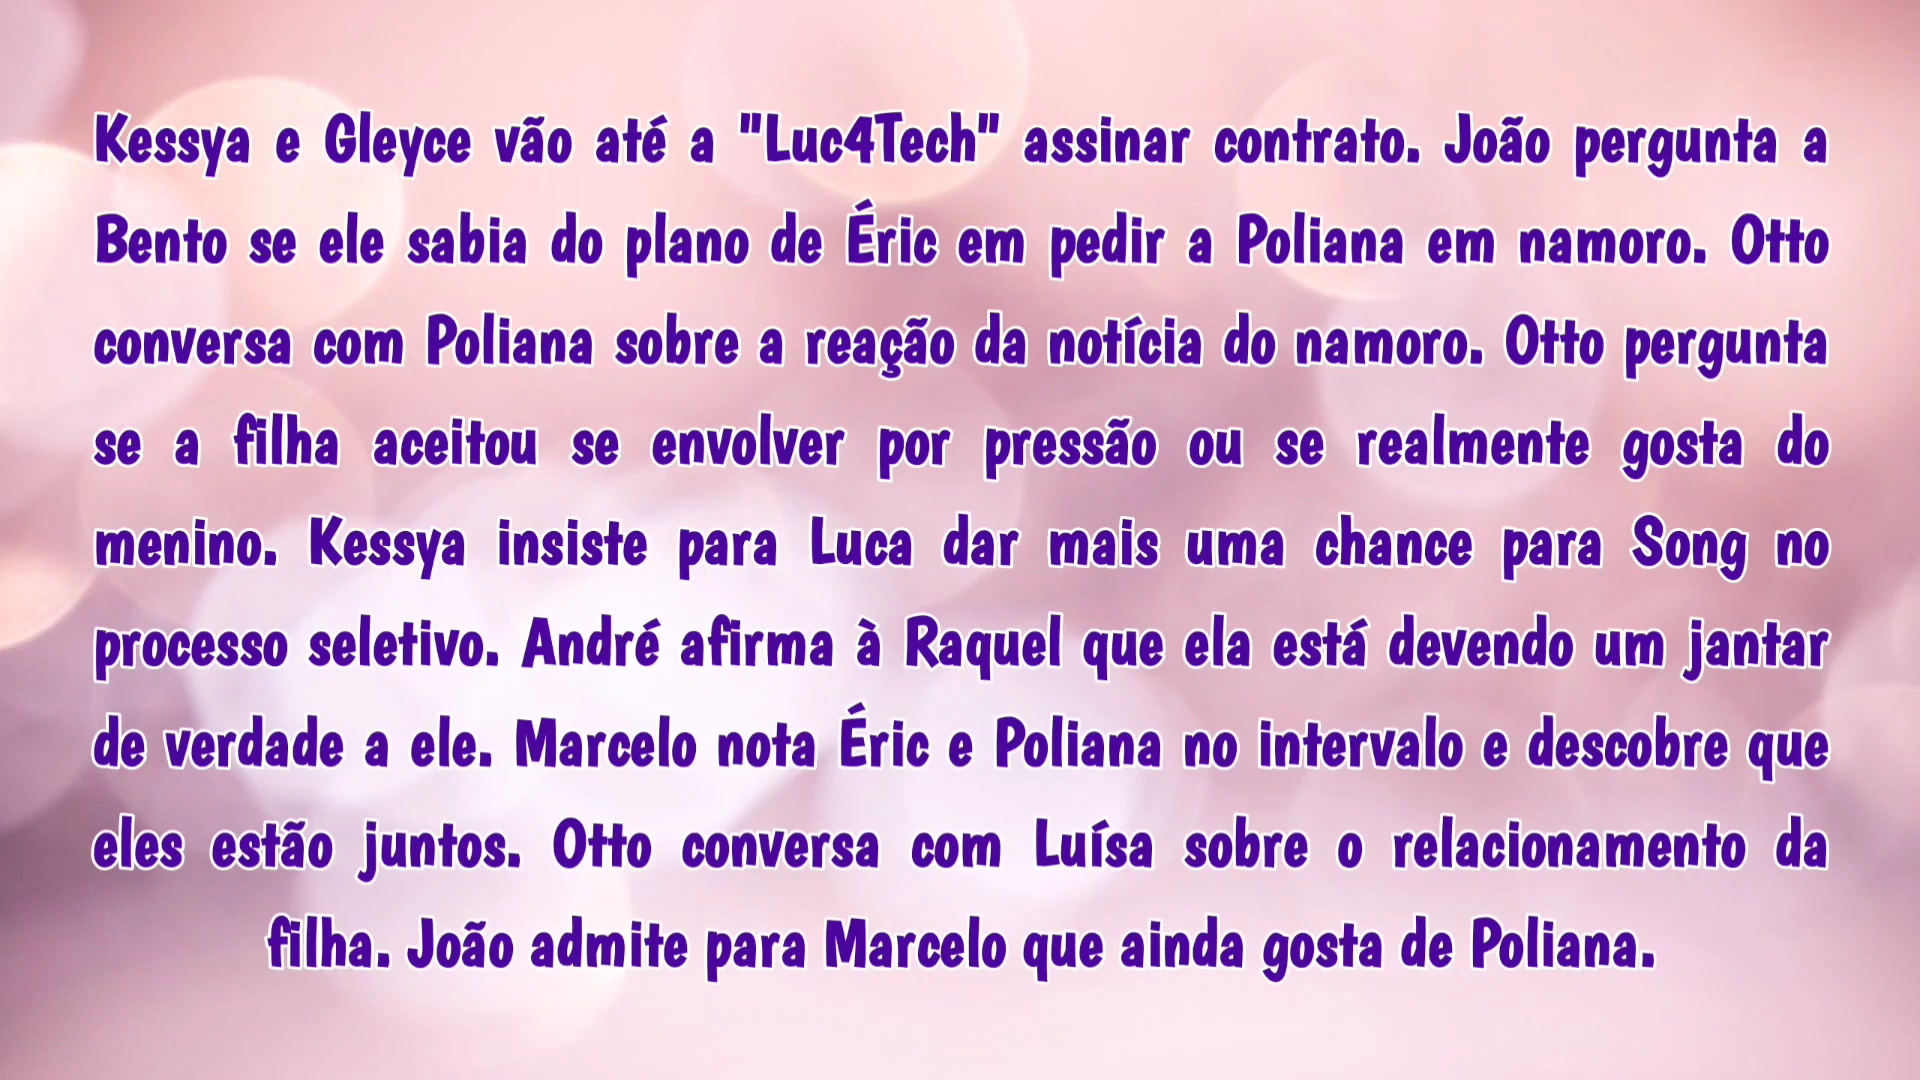 Kessya e Gleyce vão até a "Luc4Tech" assinar contrato. João pergunta a
Bento se ele sabia do plano de Éric em pedir a Poliana em namoro. Otto
conversa com Poliana sobre a reação da notícia do namoro. Otto pergunta
se a filha aceitou se envolver por pressão ou se realmente gosta do
menino. Kessya insiste para Luca dar mais uma chance para Song no
processo seletivo. André afirma à Raquel que ela está devendo um jantar
de verdade a ele. Marcelo nota Éric e Poliana no intervalo e descobre que
eles estão juntos. Otto conversa com Luísa sobre o relacionamento da
filha. João admite para Marcelo que ainda gosta de Poliana.